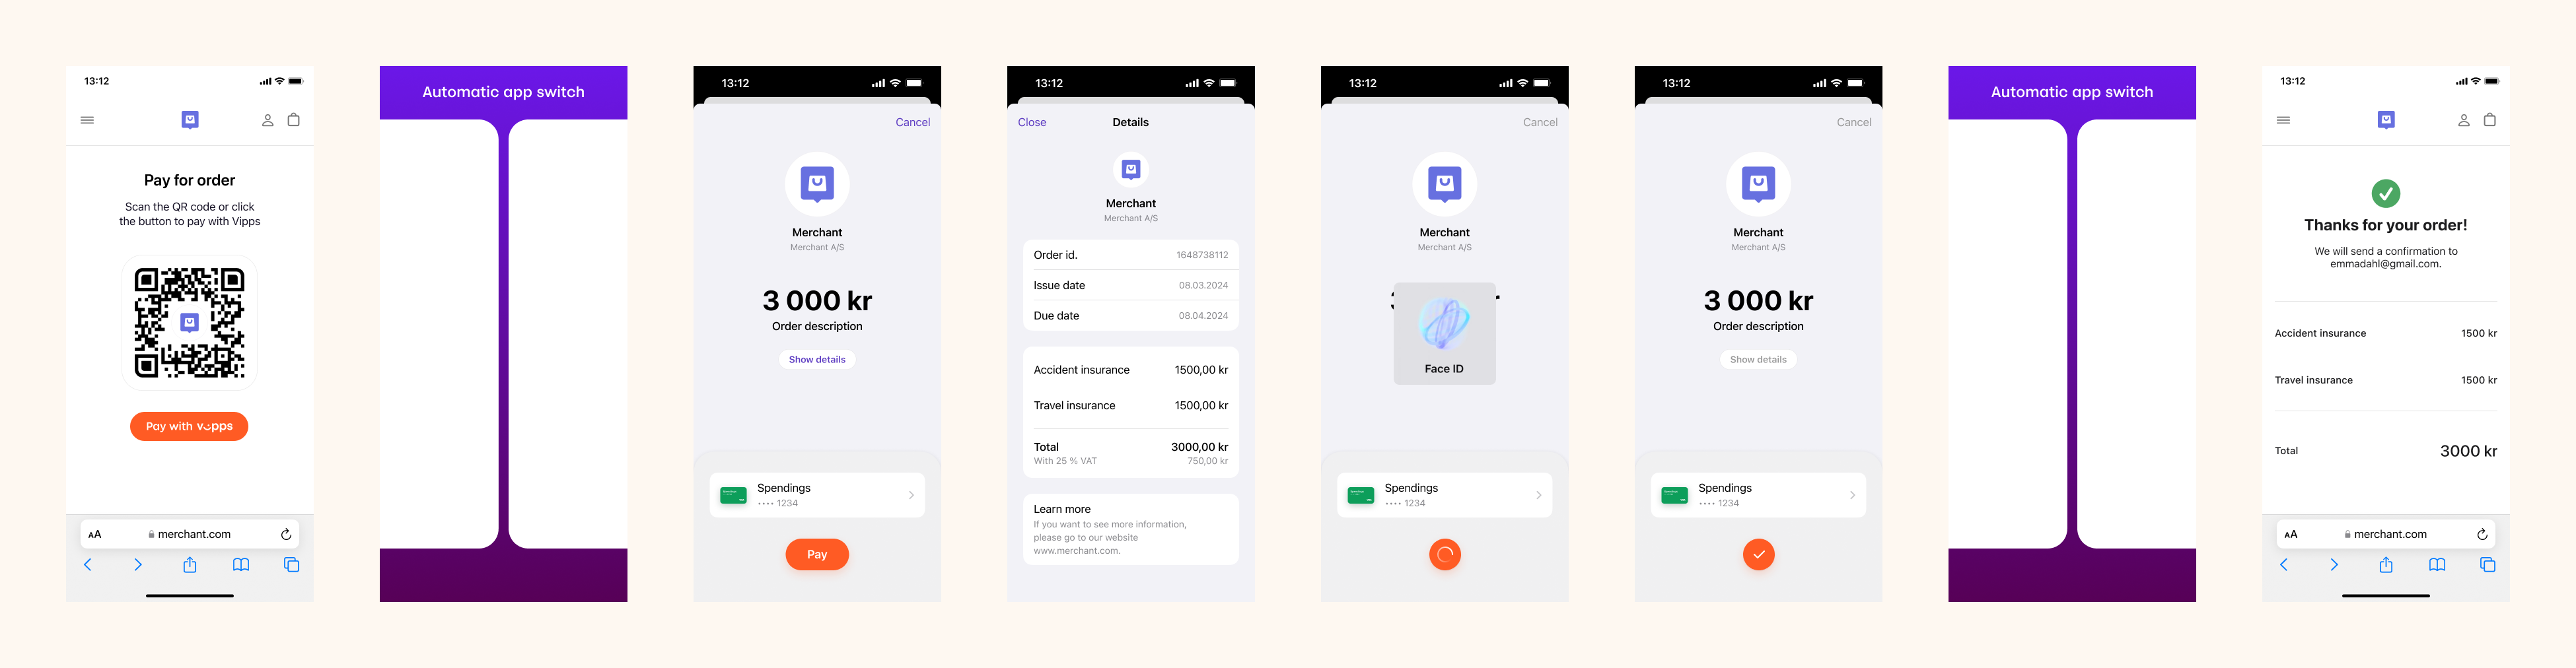 13:12
Pay for order
Scan the QR code or click
the button to pay with Vipps
Pay with vipps
AA
merchant.com
Automatic app switch
13:12
Cancel
Merchant
Merchant A/S
3 000 kr
Order description
Show details
Spendings
•••• 1234
Pay
13:12
Close Details
Merchant
Merchant A/S
Order id. 1648738112
Issue date 08.03.2024
Due date 08.04.2024
Accident insurance 1500,00 kr
Travel insurance 1500,00 kr
Total 3000,00 kr
With 25 % VAT 750,00 kr
Learn more
If you want to see more information,
please go to our website
www.merchant.com.
13:12
Cancel
Merchant
Merchant A/S
Face ID
Spendings
•••• 1234
13:12
Cancel
Merchant
Merchant A/S
3 000 kr
Order description
Show details
Spendings
•••• 1234
Automatic app switch
13:12
Thanks for your order!
We will send a confirmation to
emmadahl@gmail.com.
Accident insurance 1500 kr
Travel insurance 1500 kr
Total 3000 kr
AA
merchant.com